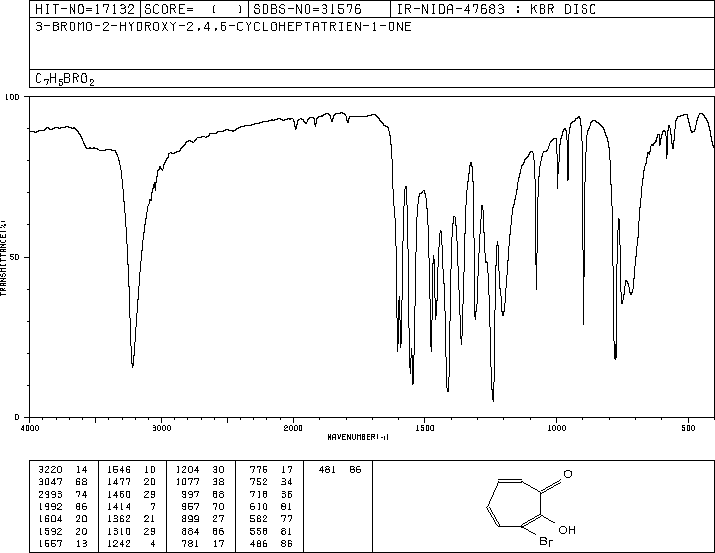 HIT-NO=17132 SCORE= ( ) SDBS-NO=31576 IR-NIDA-47683 : KBR DISC
3-BROMO-2-HYDROXY-2,4,6-CYCLOHEPTATRIEN-1-ONE
C7H5BRO2
100
50
0
TRANSMITTANCE(%)
4000 3000 2000 1500 1000 500
WAVENUMBER(-1)
3220 14 1546 10 1204 30 776 17 481 86
3047 68 1477 20 1077 38 752 34
2993 74 1460 29 997 68 718 36
1992 86 1414 7 957 70 610 81
1604 20 1362 21 899 27 582 77
1592 20 1310 29 884 86 558 81
1557 13 1242 4 781 17 486 86
O
OH
Br